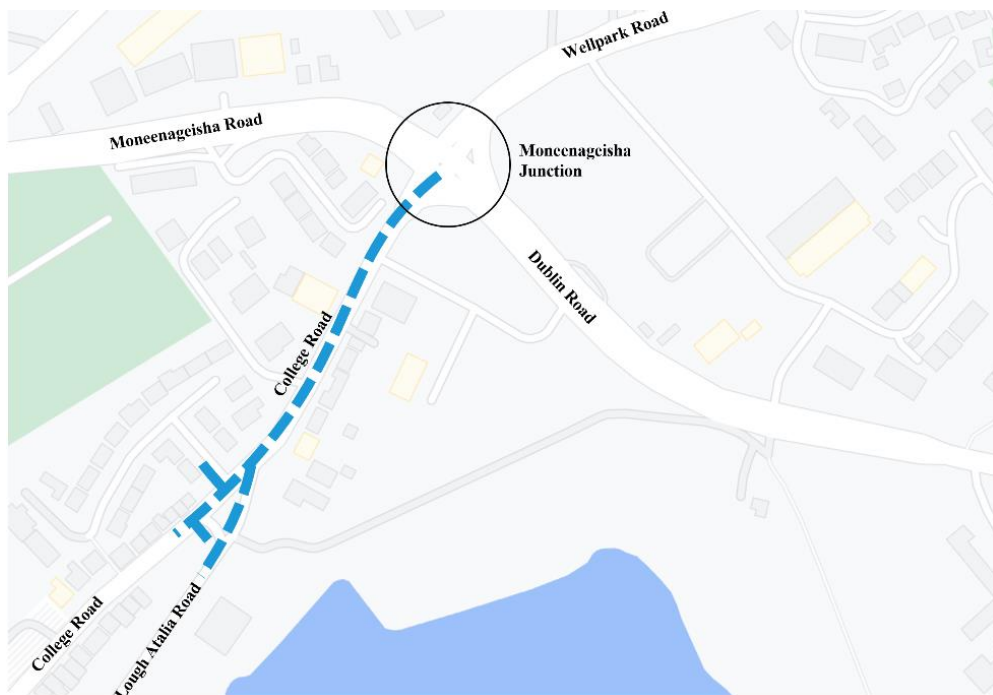 Wellpark Road
Moneenageisha Road
Moneenageisha
Junction
Dublin Road
College Road
College Road
Lough Atalia Road